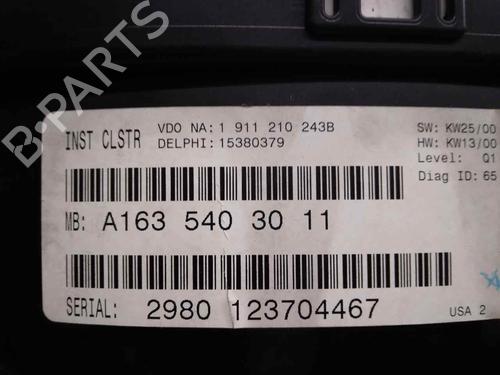 INST CLSTR
VDO NA: 1 911 210 243B
DELPHI: 15380379
SW: KW25/00
HW: KW13/00
Level: Q1
Diag ID: 65
MB: A163 540 30 11
SERIAL: 2980 123704467
USA 2
B-PARTS